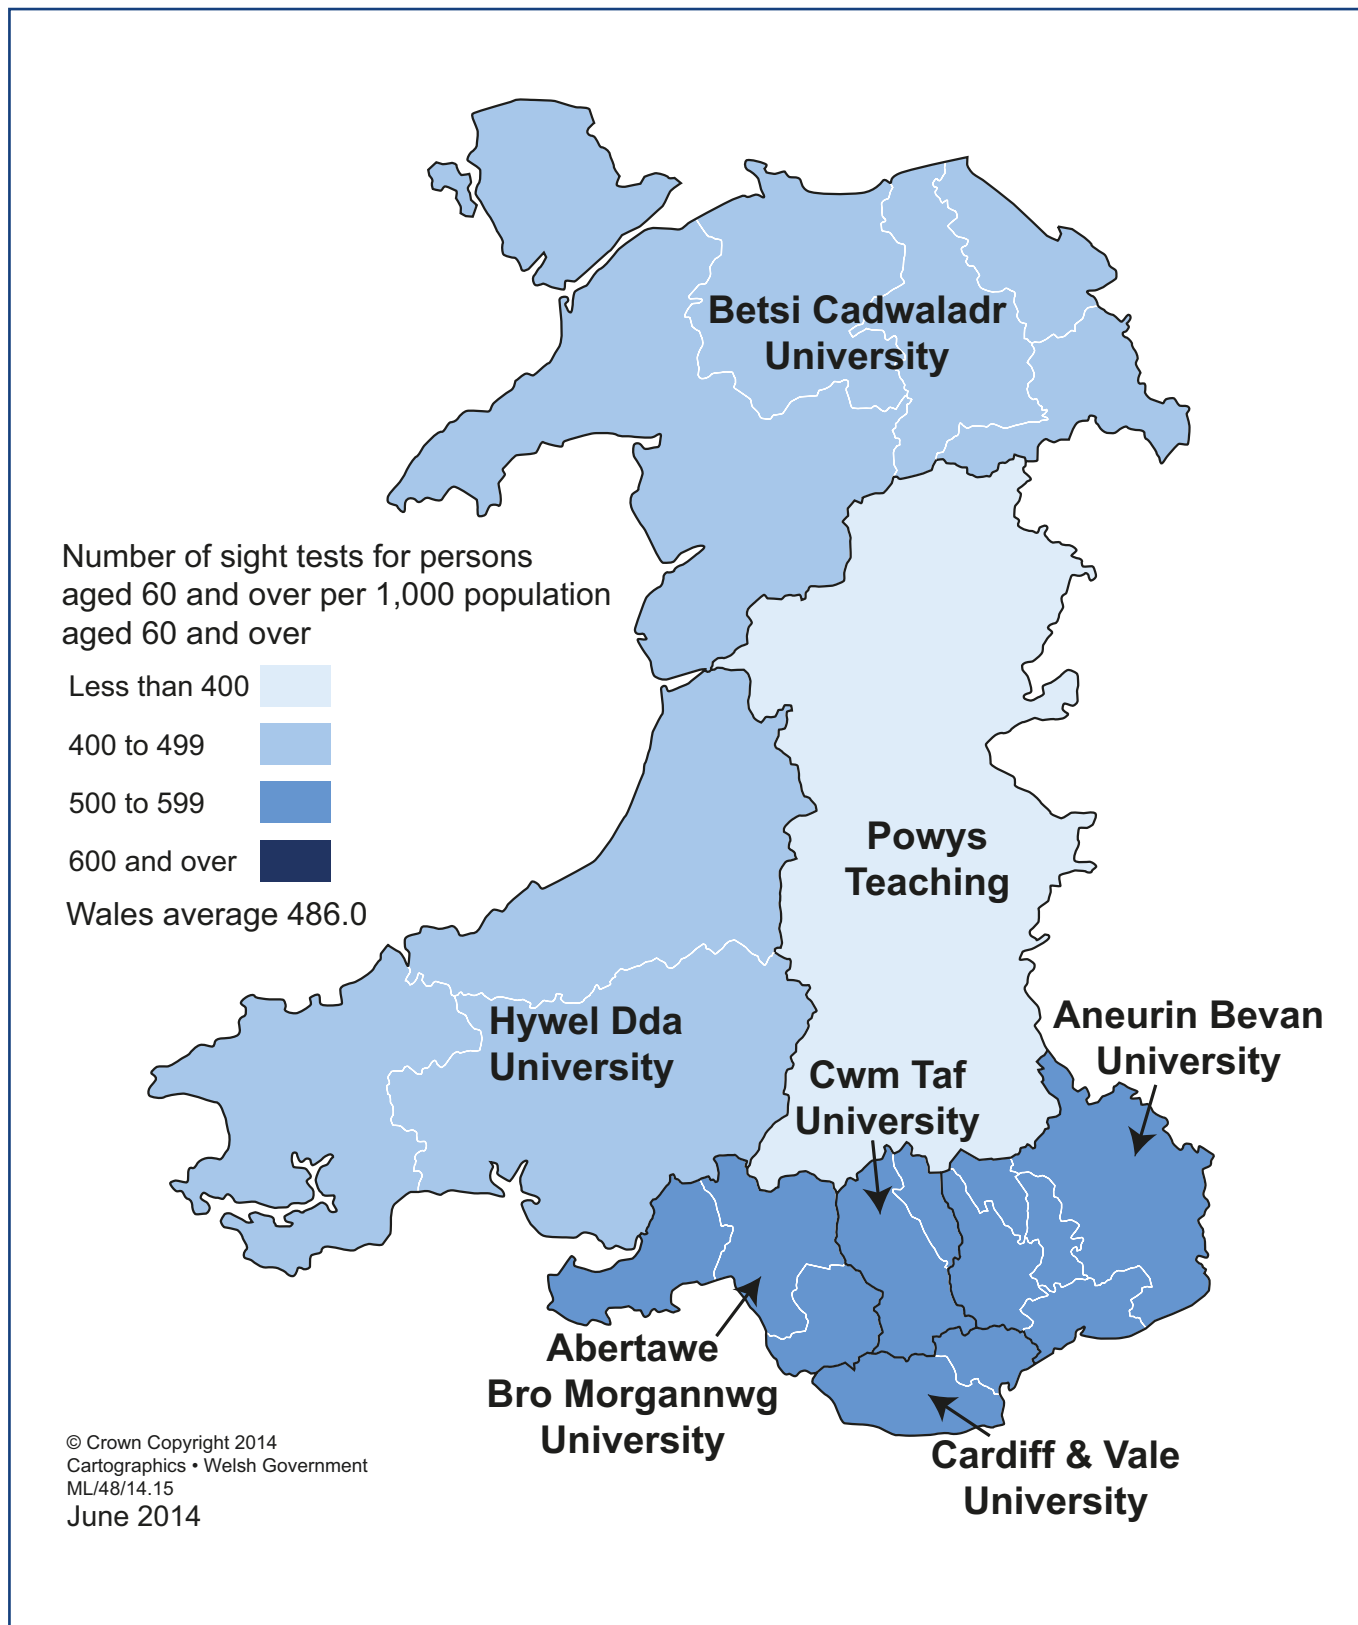 Betsi Cadwaladr
University
Number of sight tests for persons
aged 60 and over per 1,000 population
aged 60 and over
Less than 400
400 to 499
500 to 599
600 and over
Wales average 486.0
Powys
Teaching
Hywel Dda
University
Aneurin Bevan
University
Cwm Taf
University
Abertawe
Bro Morgannwg
University
Cardiff & Vale
University
© Crown Copyright 2014
Cartographics • Welsh Government
ML/48/14.15
June 2014